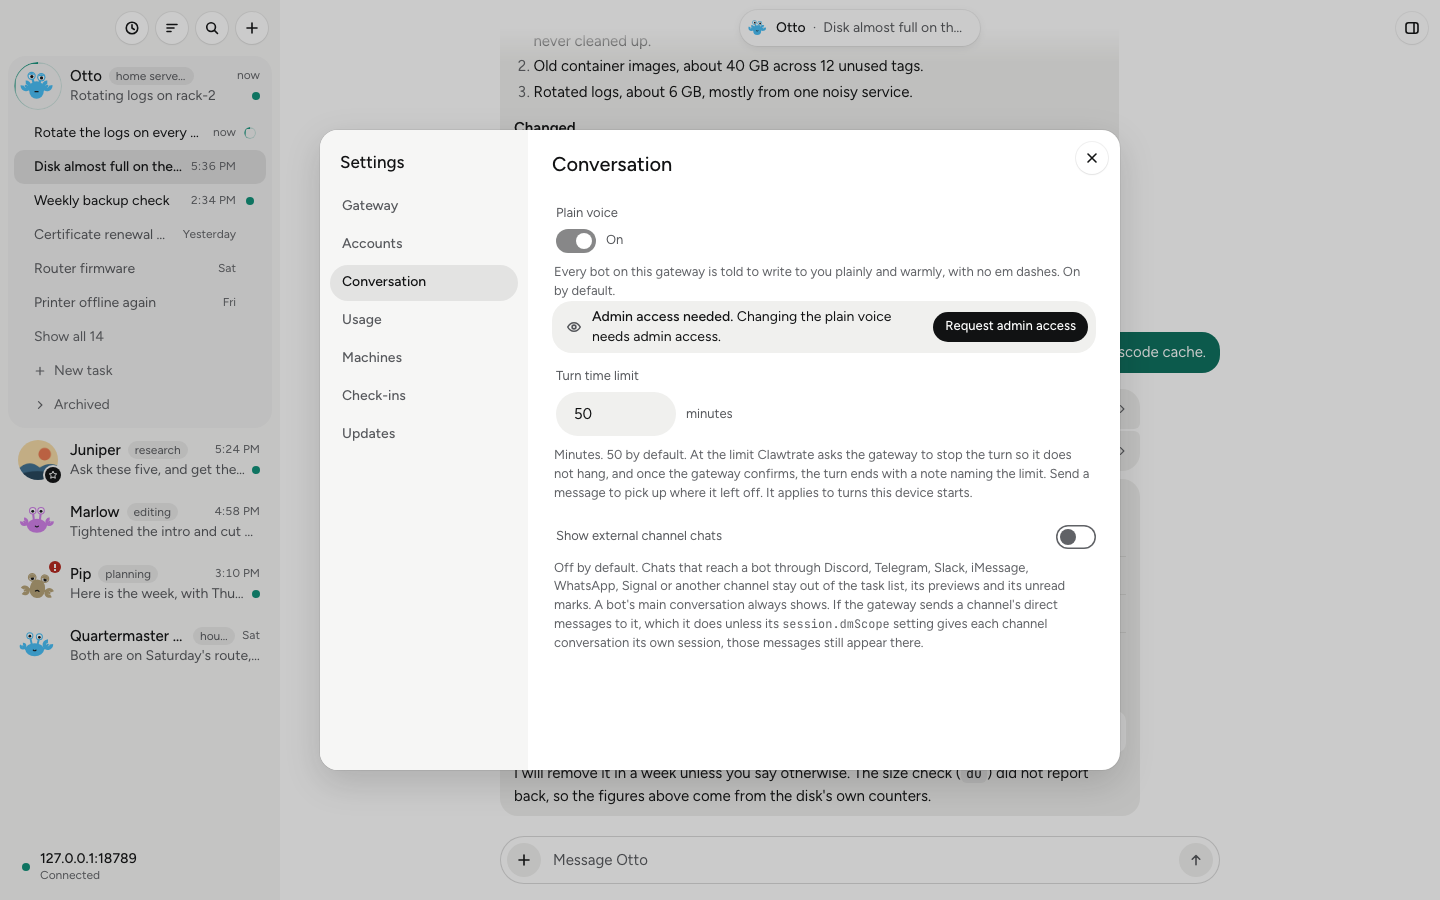 Otto · Disk almost full on th...
Otto home serve... now
Rotating logs on rack-2
Rotate the logs on every ... now
Disk almost full on the... 5:36 PM
Weekly backup check 2:34 PM
Certificate renewal ... Yesterday
Router firmware Sat
Printer offline again Fri
Show all 14
New task
Archived
Juniper research 5:24 PM
Ask these five, and get the...
Marlow editing 4:58 PM
Tightened the intro and cut ...
Pip planning 3:10 PM
Here is the week, with Thu...
Quartermaster ... hou... Sat
Both are on Saturday's route,...
127.0.0.1:18789
Connected
never cleaned up.
2. Old container images, about 40 GB across 12 unused tags.
3. Rotated logs, about 6 GB, mostly from one noisy service.
Changed
scode cache.
Settings
Gateway
Accounts
Conversation
Usage
Machines
Check-ins
Updates
Conversation
Plain voice
On
Every bot on this gateway is told to write to you plainly and warmly, with no em dashes. On
by default.
Admin access needed. Changing the plain voice
needs admin access.
Request admin access
Turn time limit
50 minutes
Minutes. 50 by default. At the limit Clawtrate asks the gateway to stop the turn so it does
not hang, and once the gateway confirms, the turn ends with a note naming the limit. Send a
message to pick up where it left off. It applies to turns this device starts.
Show external channel chats
Off by default. Chats that reach a bot through Discord, Telegram, Slack, iMessage,
WhatsApp, Signal or another channel stay out of the task list, its previews and its unread
marks. A bot's main conversation always shows. If the gateway sends a channel's direct
messages to it, which it does unless its session.dmScope setting gives each channel
conversation its own session, those messages still appear there.
I will remove it in a week unless you say otherwise. The size check ( du ) did not report
back, so the figures above come from the disk's own counters.
Message Otto